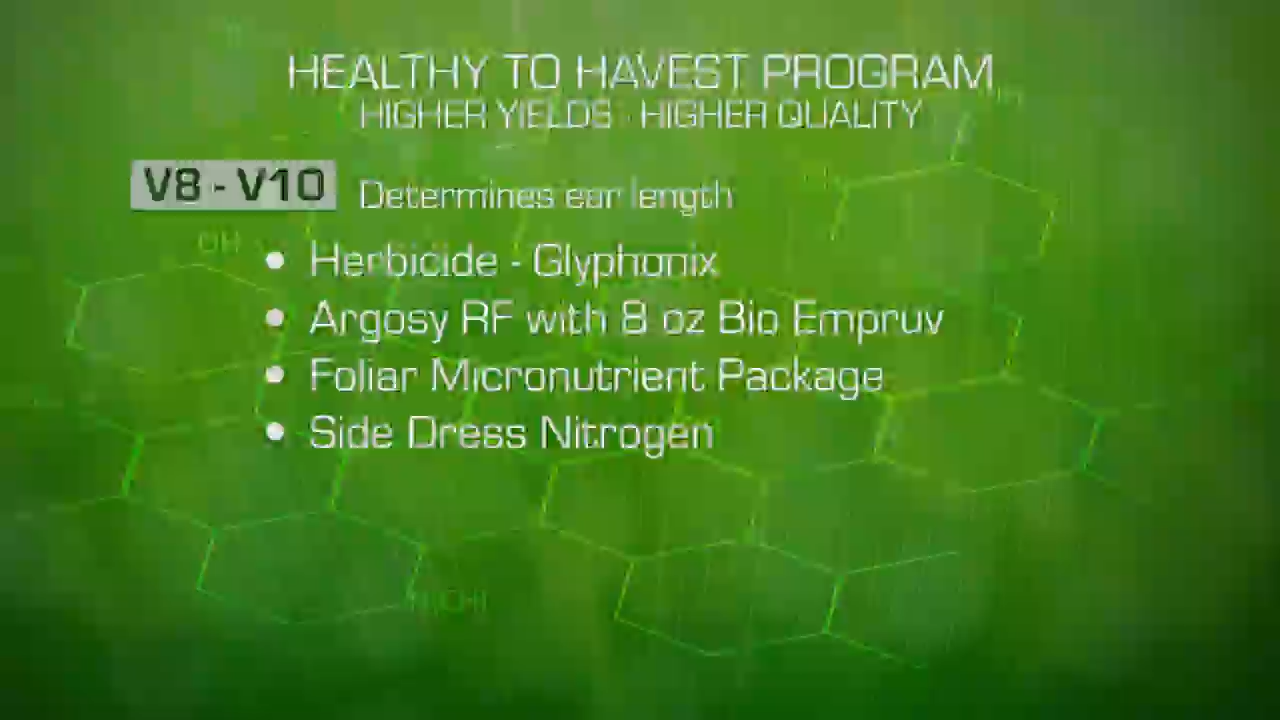 HEALTHY TO HAVEST PROGRAM
HIGHER YIELDS - HIGHER QUALITY
V8 - V10 Determines ear length
• Herbicide - Glyphonix
• Argosy RF with 8 oz Bio Empruv
• Foliar Micronutrient Package
• Side Dress Nitrogen
OH